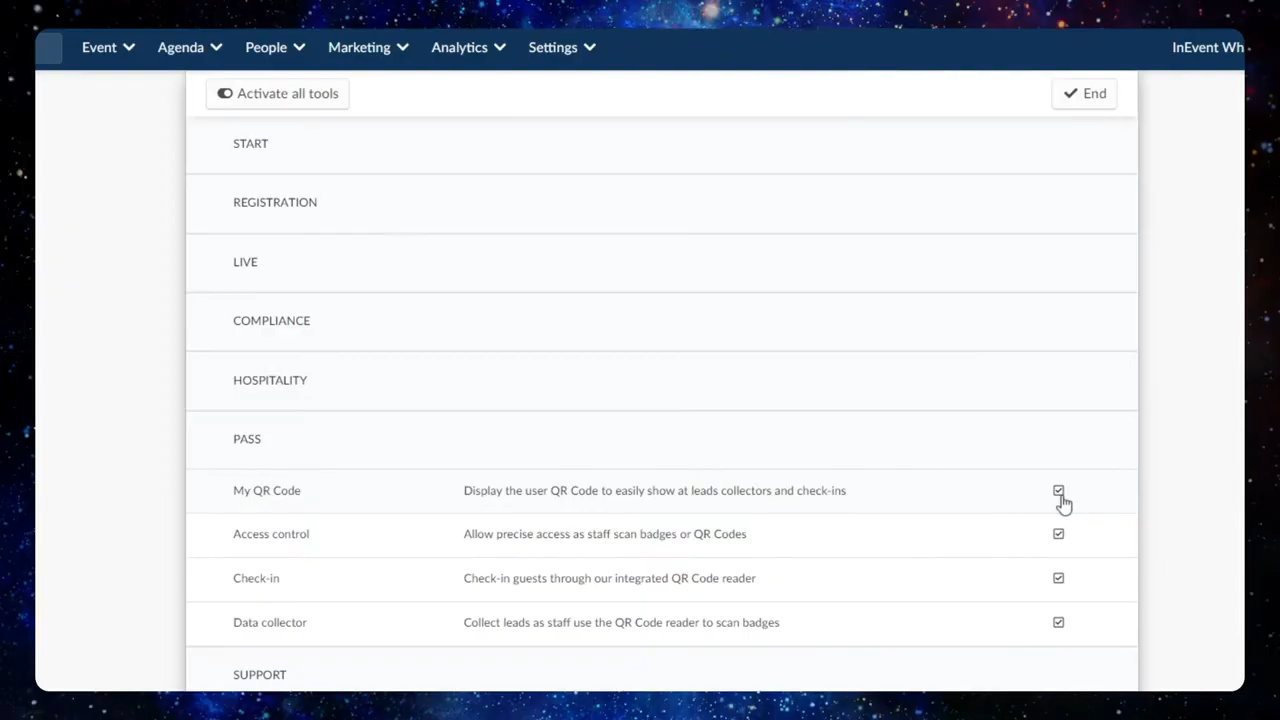 Event Agenda People Marketing Analytics Settings InEvent Wh
Activate all tools End
START
REGISTRATION
LIVE
COMPLIANCE
HOSPITALITY
PASS
My QR Code Display the user QR Code to easily show at leads collectors and check-ins
Access control Allow precise access as staff scan badges or QR Codes
Check-in Check-in guests through our integrated QR Code reader
Data collector Collect leads as staff use the QR Code reader to scan badges
SUPPORT